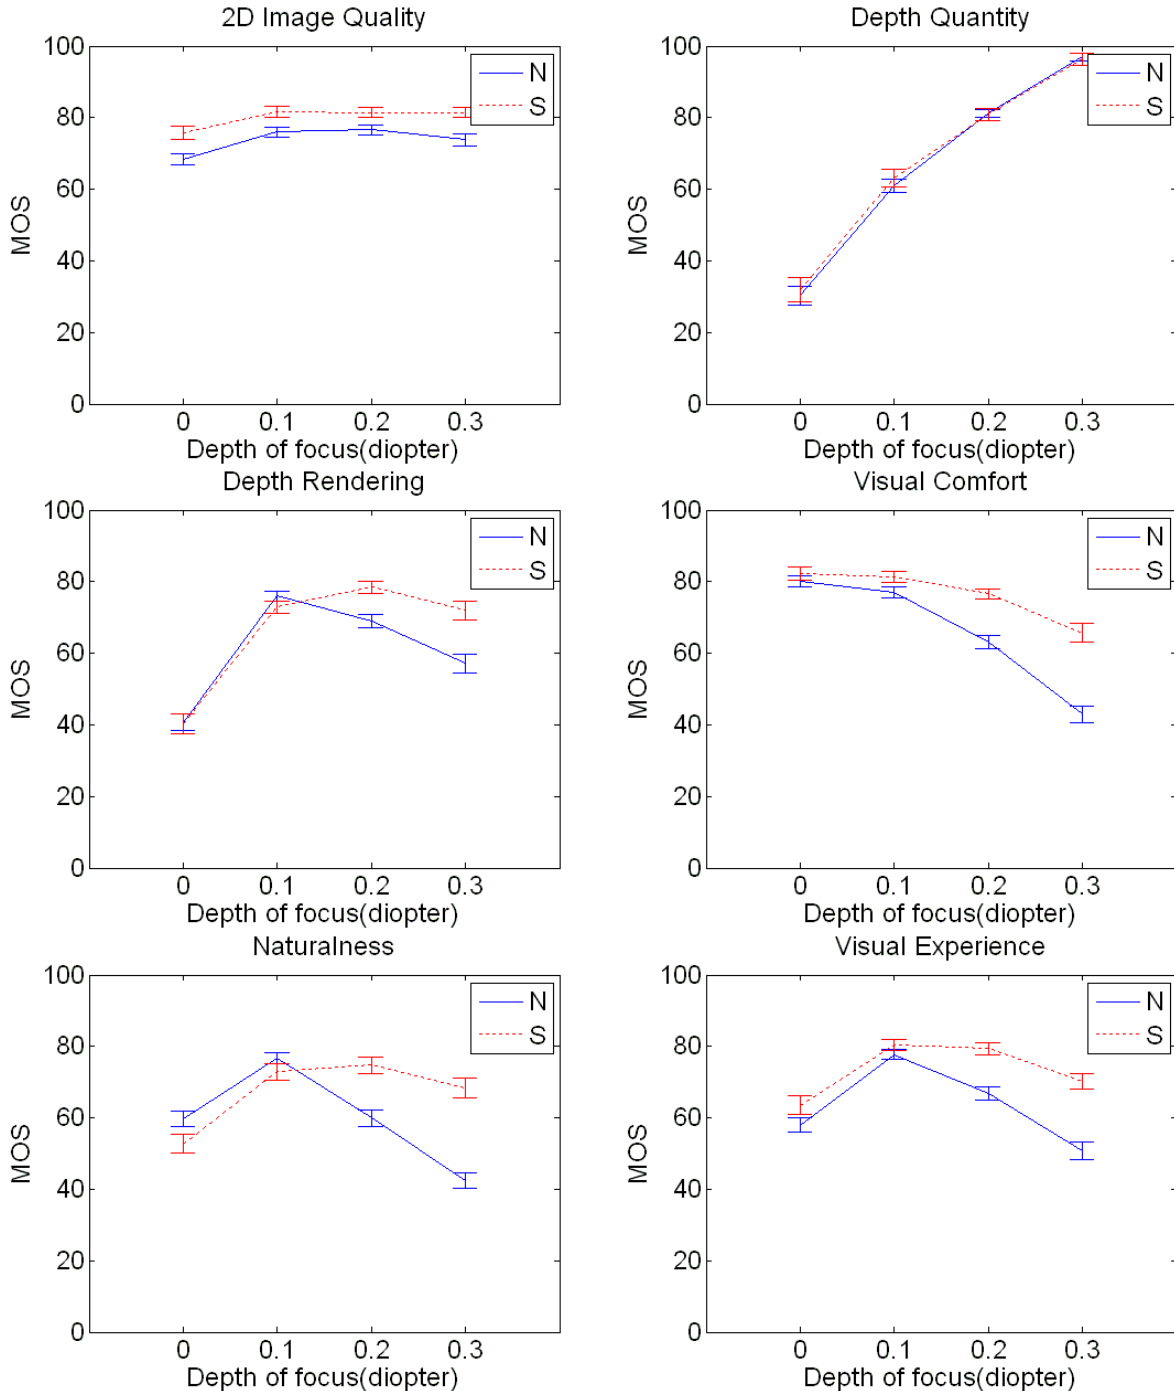 2D Image Quality
100
80
60
40
20
0
MOS
N
S
0 0.1 0.2 0.3
Depth of focus(diopter)
Depth Quantity
100
80
60
40
20
0
MOS
N
S
0 0.1 0.2 0.3
Depth of focus(diopter)
Depth Rendering
100
80
60
40
20
0
MOS
N
S
0 0.1 0.2 0.3
Depth of focus(diopter)
Visual Comfort
100
80
60
40
20
0
MOS
N
S
0 0.1 0.2 0.3
Depth of focus(diopter)
Naturalness
100
80
60
40
20
0
MOS
N
S
0 0.1 0.2 0.3
Depth of focus(diopter)
Visual Experience
100
80
60
40
20
0
MOS
N
S
0 0.1 0.2 0.3
Depth of focus(diopter)